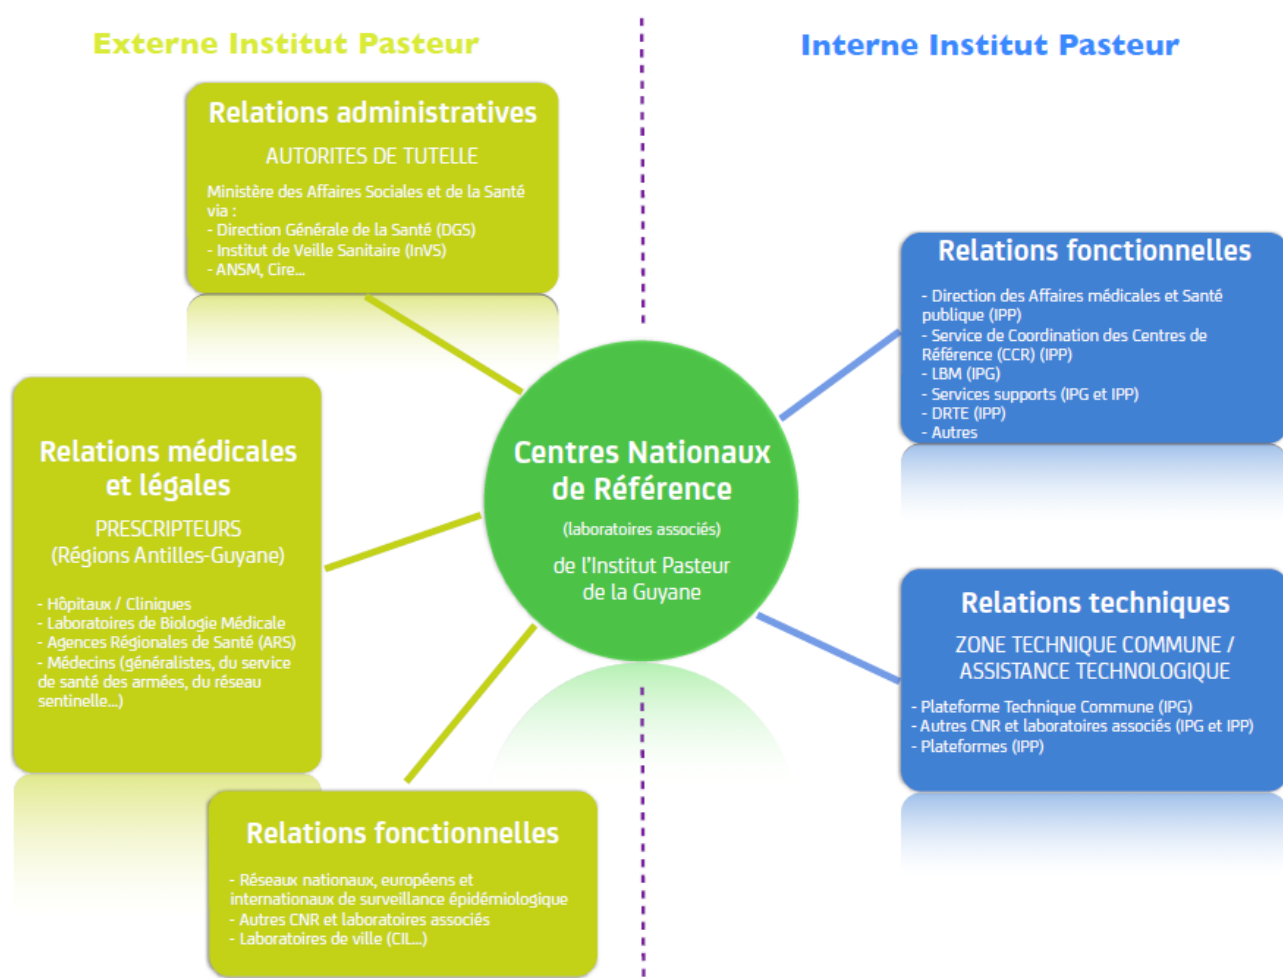 Externe Institut Pasteur
Interne Institut Pasteur
Relations administratives
AUTORITES DE TUTELLE
Ministère des Affaires Sociales et de la Santé
via :
- Direction Générale de la Santé (DGS)
- Institut de Veille Sanitaire (InVS)
- ANSM, Cire...
Relations médicales
et légales
PRESCRIPTEURS
(Régions Antilles-Guyane)
- Hôpitaux / Cliniques
- Laboratoires de Biologie Médicale
- Agences Régionales de Santé (ARS)
- Médecins (généralistes, du service
de santé des armées, du réseau
sentinelle...)
Relations fonctionnelles
- Réseaux nationaux, européens et
internationaux de surveillance épidémiologique
- Autres CNR et laboratoires associés
- Laboratoires de ville (CIL...)
Centres Nationaux
de Référence
(laboratoires associés)
de l'Institut Pasteur
de la Guyane
Relations fonctionnelles
- Direction des Affaires médicales et Santé
publique (IPP)
- Service de Coordination des Centres de
Référence (CCR) (IPP)
- LBM (IPG)
- Services supports (IPG et IPP)
- DRTE (IPP)
- Autres
Relations techniques
ZONE TECHNIQUE COMMUNE /
ASSISTANCE TECHNOLOGIQUE
- Plateforme Technique Commune (IPG)
- Autres CNR et laboratoires associés (IPG et IPP)
- Plateformes (IPP)